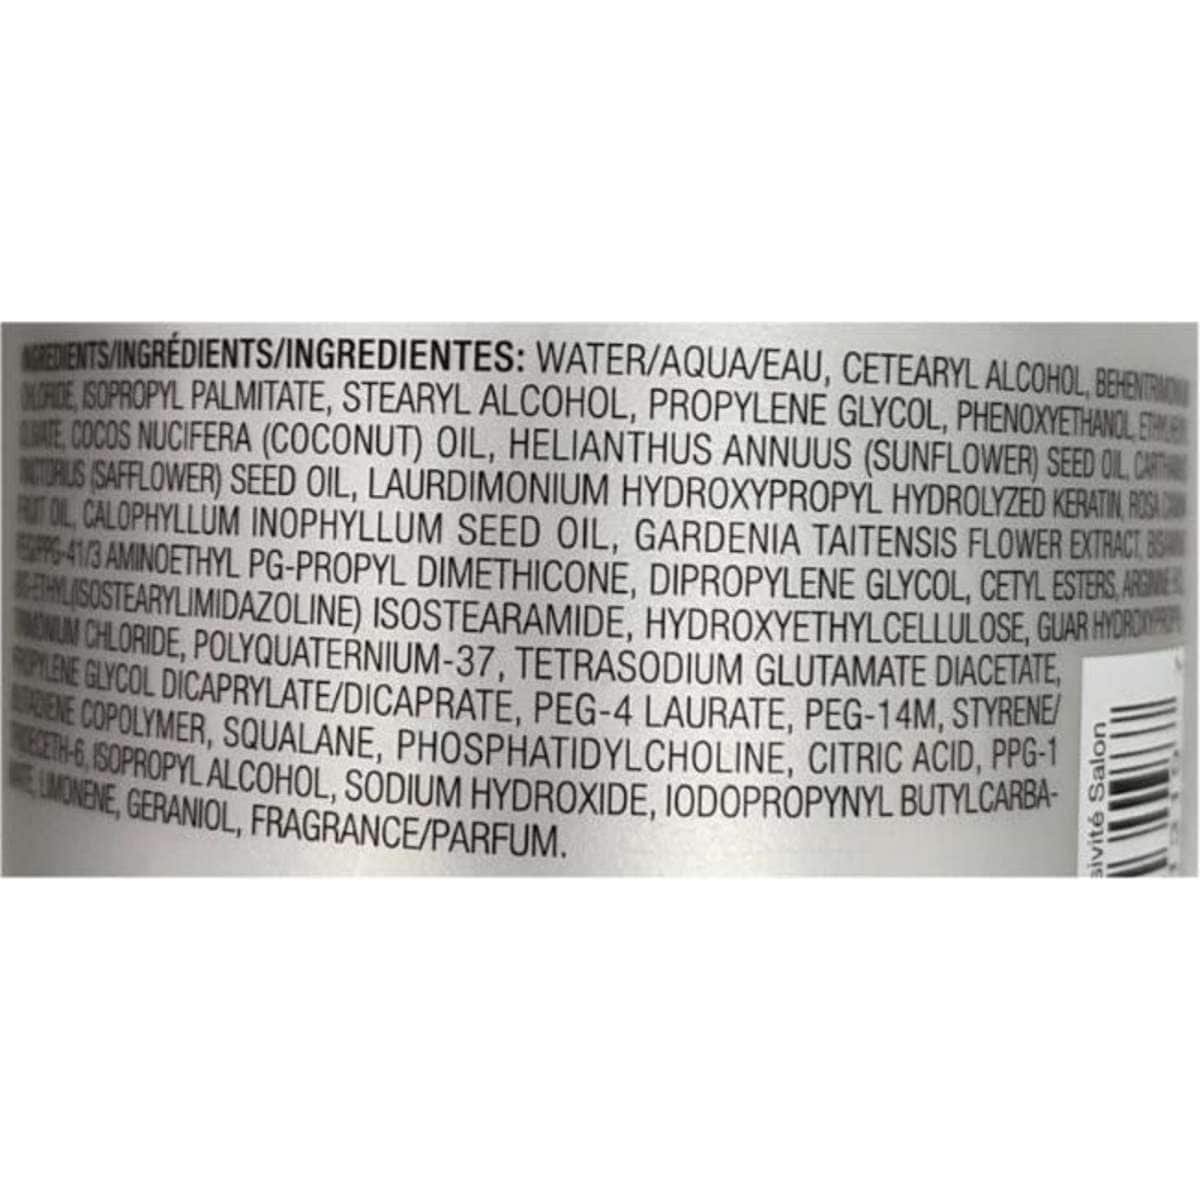 INGREDIENTS/INGRÉDIENTS/INGREDIENTES: WATER/AQUA/EAU, CETEARYL ALCOHOL,
CHLORIDE, ISOPROPYL PALMITATE, STEARYL ALCOHOL, PROPYLENE GLYCOL, PHENOXYETHANOL,
COCOS NUCIFERA (COCONUT) OIL, HELIANTHUS ANNUUS (SUNFLOWER) SEED OIL,
(SAFFLOWER) SEED OIL, LAURDIMONIUM HYDROXYPROPYL HYDROLYZED KERATIN, ROSA
FRUIT OIL, CALOPHYLLUM INOPHYLLUM SEED OIL, GARDENIA TAITENSIS FLOWER EXTRACT,
PEG/PPG-41/3 AMINOETHYL PG-PROPYL DIMETHICONE, DIPROPYLENE GLYCOL, CETYL ESTERS, ARGININE
ISOSTEARAMIDE, HYDROXYETHYLCELLULOSE, GUAR
CHLORIDE, POLYQUATERNIUM-37, TETRASODIUM GLUTAMATE DIACETATE,
PROPYLENE GLYCOL DICAPRYLATE/DICAPRATE, PEG-4 LAURATE, PEG-14M, STYRENE/
COPOLYMER, SQUALANE, PHOSPHATIDYLCHOLINE, CITRIC ACID, PPG-1
ISOPROPYL ALCOHOL, SODIUM HYDROXIDE, IODOPROPYNYL BUTYLCARBA-
LIMONENE, GERANIOL, FRAGRANCE/PARFUM.
Salon